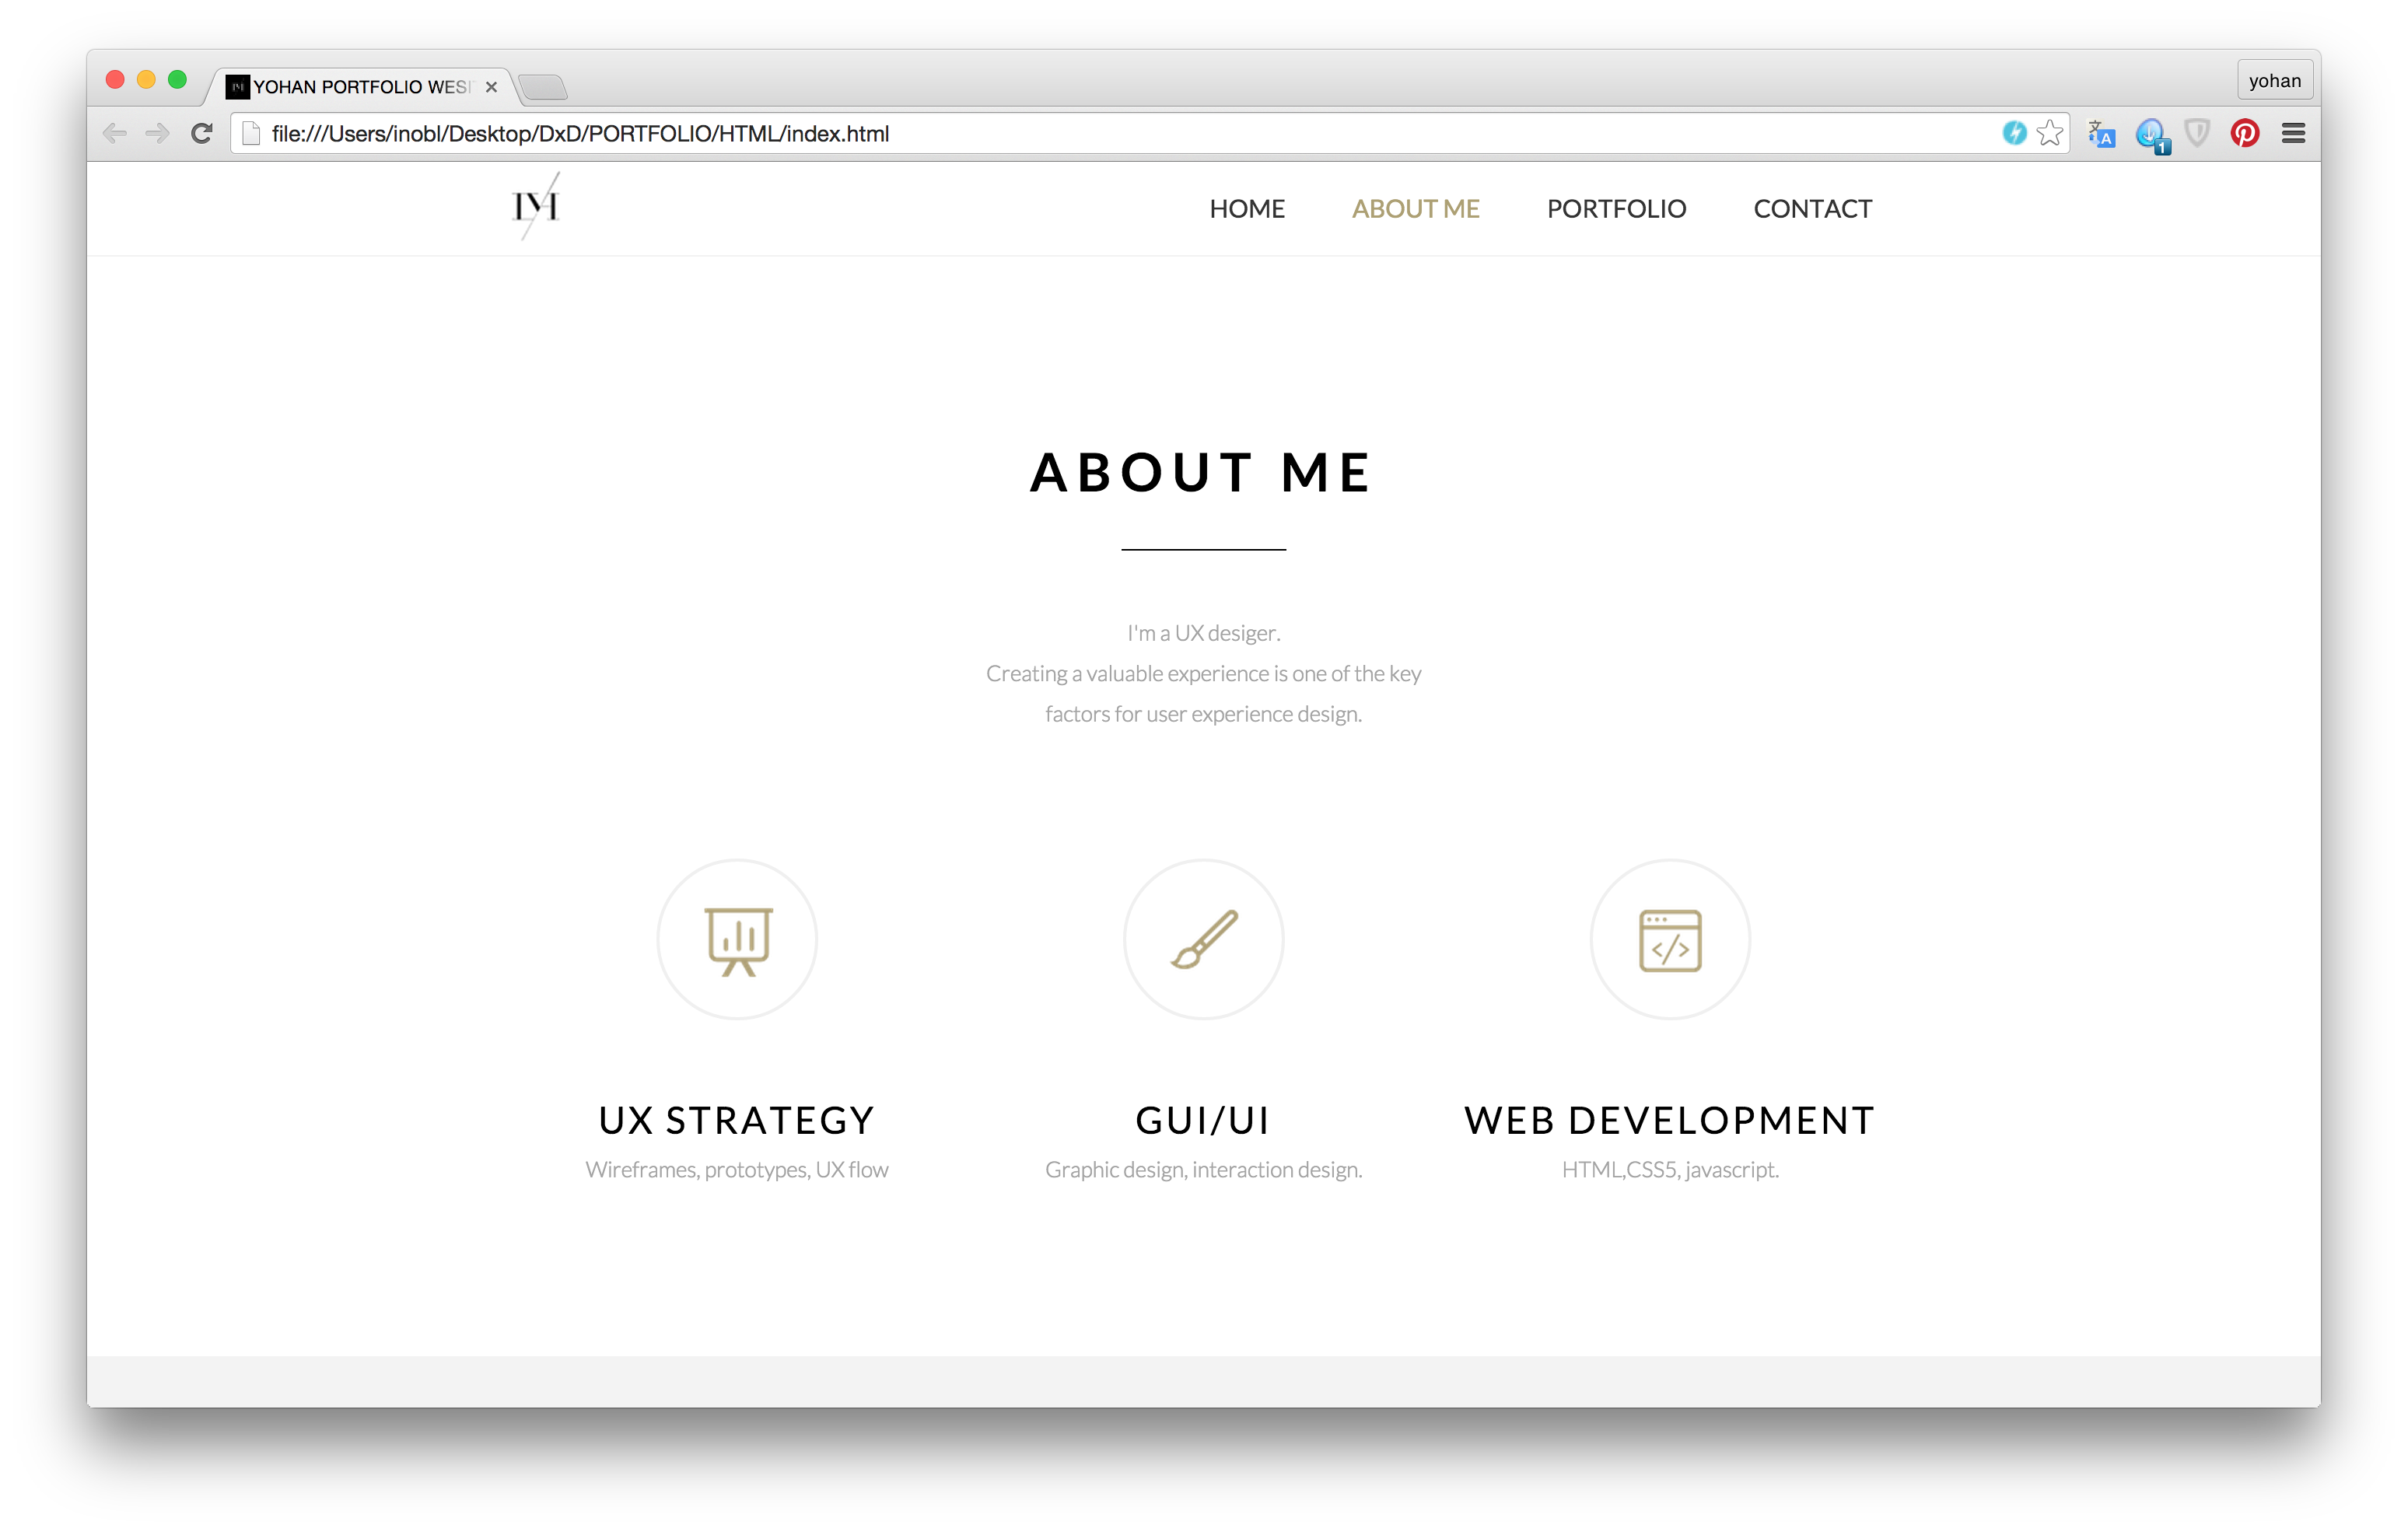 YOHAN PORTFOLIO WESI
yohan
file:///Users/inobl/Desktop/DxD/PORTFOLIO/HTML/index.html
1
HOME ABOUT ME PORTFOLIO CONTACT
ABOUT ME
I'm a UX desiger.
Creating a valuable experience is one of the key
factors for user experience design.
UX STRATEGY
Wireframes, prototypes, UX flow
GUI/UI
Graphic design, interaction design.
WEB DEVELOPMENT
HTML,CSS5, javascript.